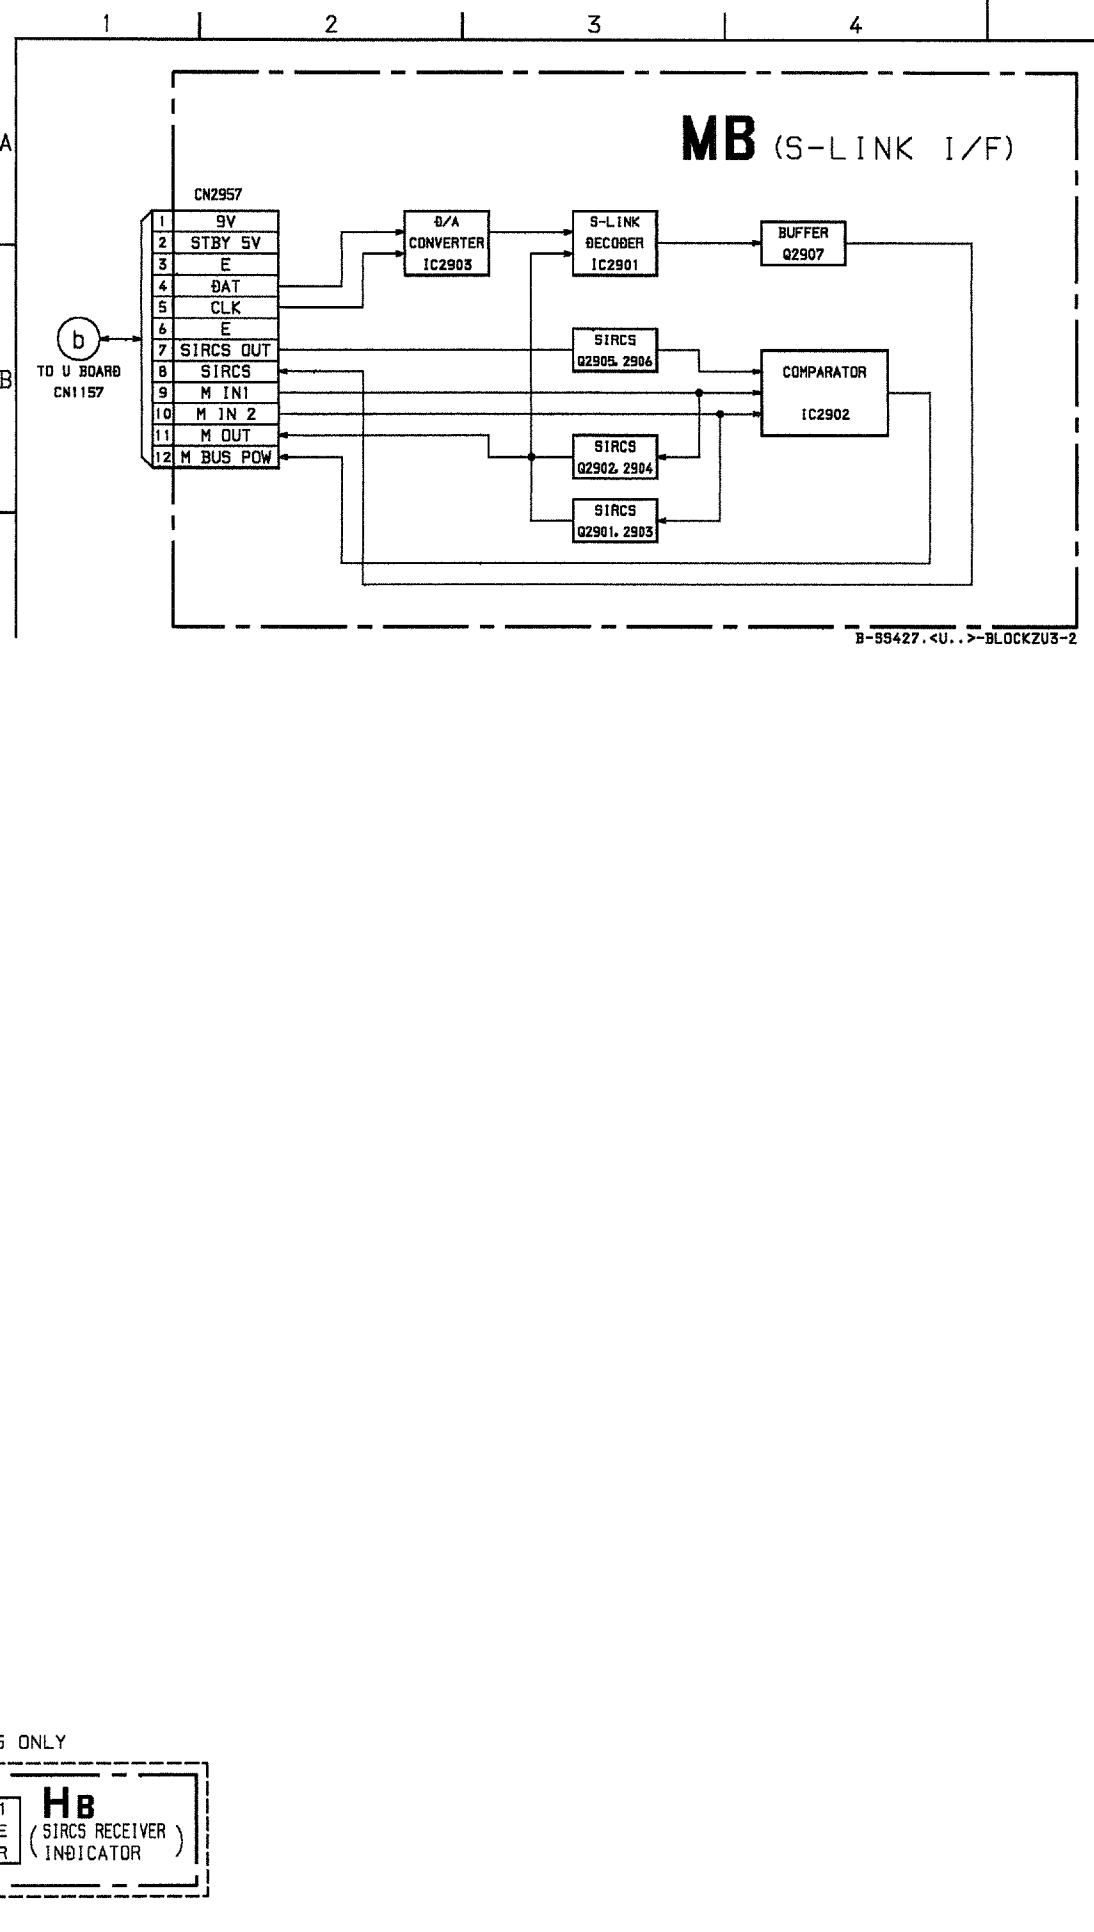 1 2 3 4
A
MB (S-LINK I/F)
CN2957
1 9V
2 STBY 5V
3 E
4 DAT
5 CLK
6 E
7 SIRCS OUT
8 SIRCS
9 M IN1
10 M IN 2
11 M OUT
12 M BUS POW
b
TO U BOARD
CN1157
B
D/A
CONVERTER
IC2903
S-LINK
DECODER
IC2901
BUFFER
Q2907
SIRCS
Q2905, 2906
COMPARATOR
IC2902
SIRCS
Q2902, 2904
SIRCS
Q2901, 2903
B-SS427.<U..>-BLOCKZU3-2
ONLY
HB
(SIRCS RECEIVER
INDICATOR)
E
R